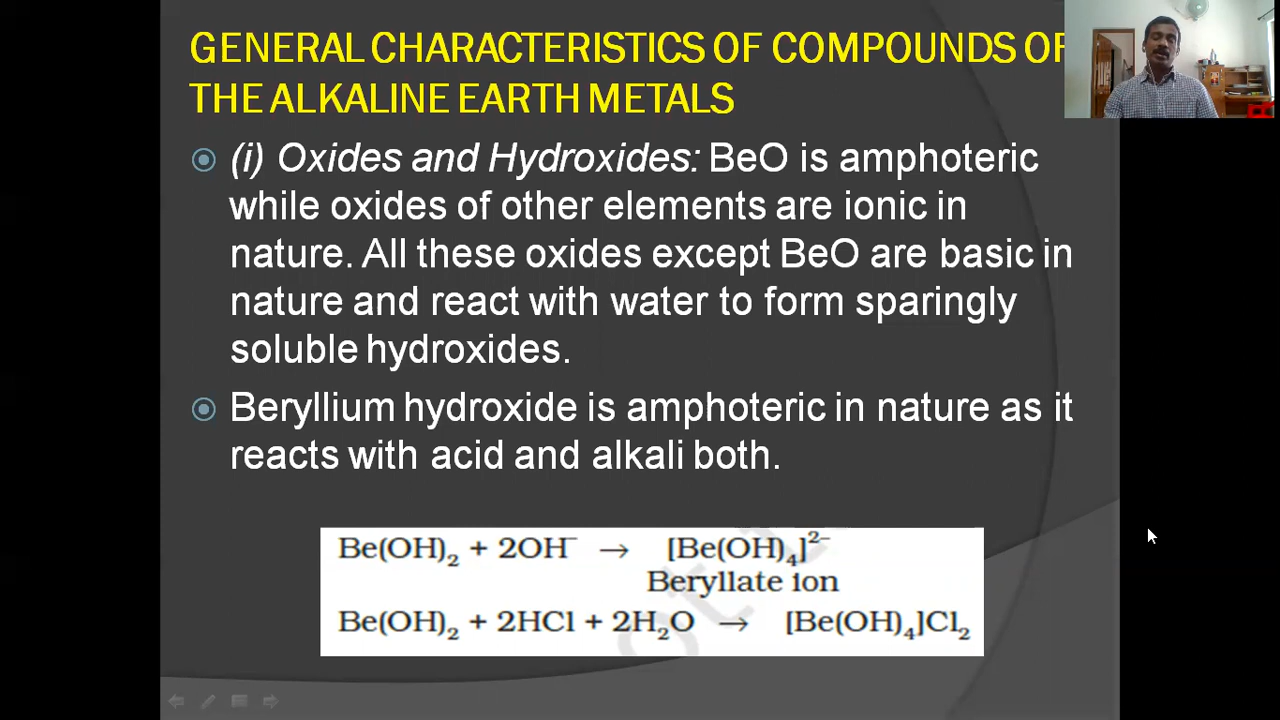 GENERAL CHARACTERISTICS OF COMPOUNDS OF
THE ALKALINE EARTH METALS
(i) Oxides and Hydroxides: BeO is amphoteric
while oxides of other elements are ionic in
nature. All these oxides except BeO are basic in
nature and react with water to form sparingly
soluble hydroxides.
Beryllium hydroxide is amphoteric in nature as it
reacts with acid and alkali both.
Be(OH)₂ + 2OH⁻ → [Be(OH)₄]²⁻
Beryllate ion
Be(OH)₂ + 2HCl + 2H₂O → [Be(OH)₄]Cl₂